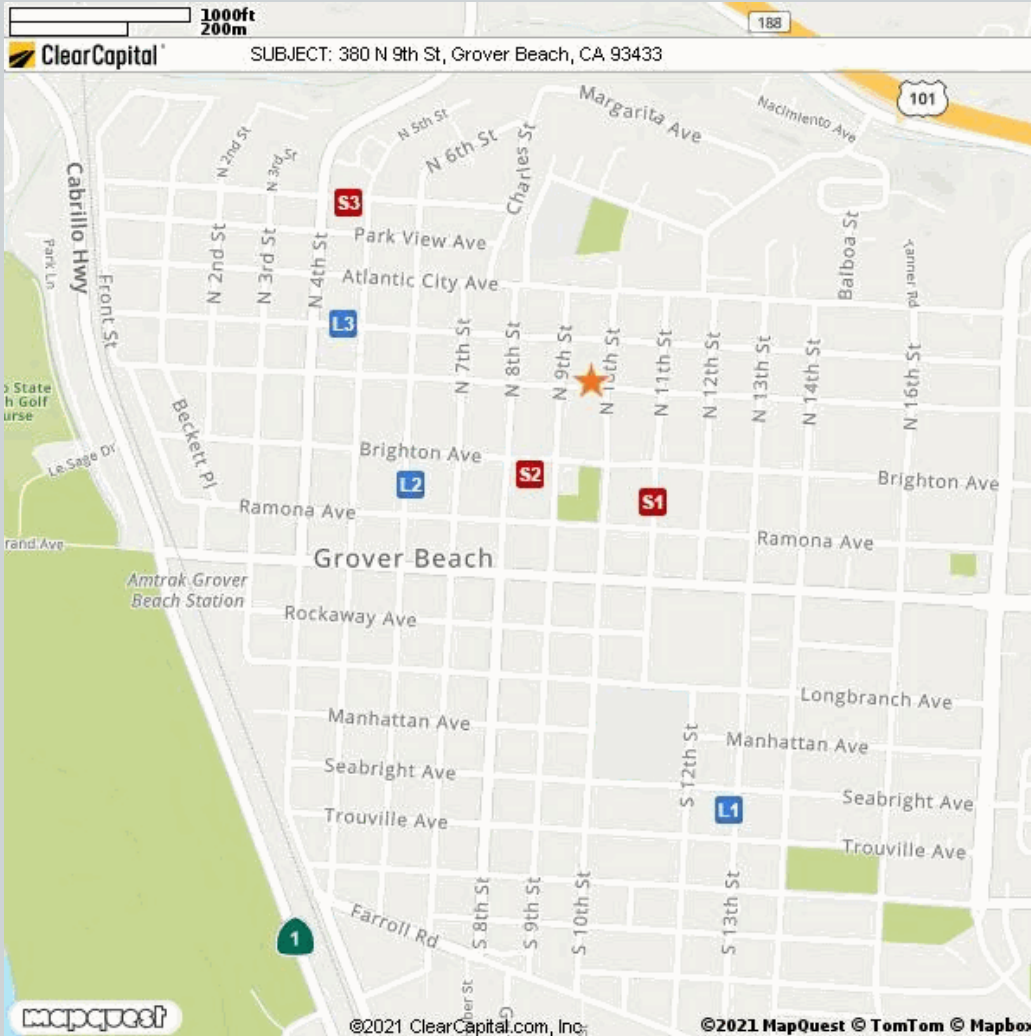 1000ft
200m
188
ClearCapital
SUBJECT: 380 N 9th St, Grover Beach, CA 93433
101
Margarita Ave
Nacimiento Ave
N 5th St
N 6th St
N 2nd St
N 3rd St
Charles St
Cabrillo Hwy
S3
Park View Ave
Park Ln
N 2nd St
N 3rd St
N 4th St
Balboa St
Tanner Rd
Atlantic City Ave
Front St
L3
N 7th St
N 8th St
N 9th St
N 10th St
N 11th St
N 12th St
N 13th St
N 14th St
N 16th St
State
Beckett Pl
Brighton Ave
Le Sage Dr
L2
S2
S1
Brighton Ave
Ramona Ave
Ramona Ave
Grover Beach
Amtrak Grover
Beach Station
Rockaway Ave
Longbranch Ave
Manhattan Ave
Manhattan Ave
S 12th St
Seabright Ave
L1
Seabright Ave
Trouville Ave
Trouville Ave
S 8th St
S 9th St
S 10th St
S 13th St
Farroll Rd
1
mapquest
©2021 ClearCapital.com, Inc.
©2021 MapQuest © TomTom © Mapbo